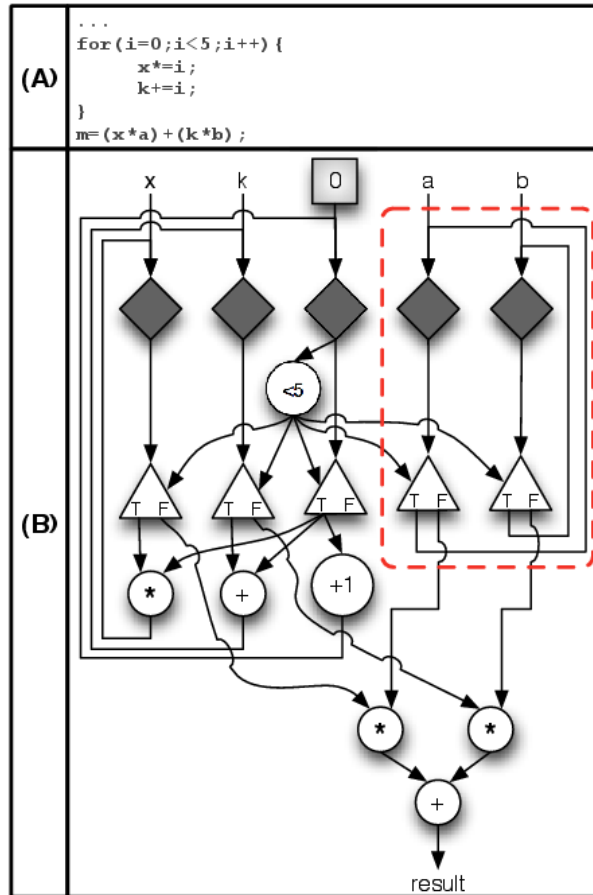 (A)
...
for(i=0;i<5;i++){
x*=i;
k+=i;
}
m=(x*a)+(k*b);
(B)
x k 0 a b
<5
T F T F T F T F T F
* + +1
* *
+
result